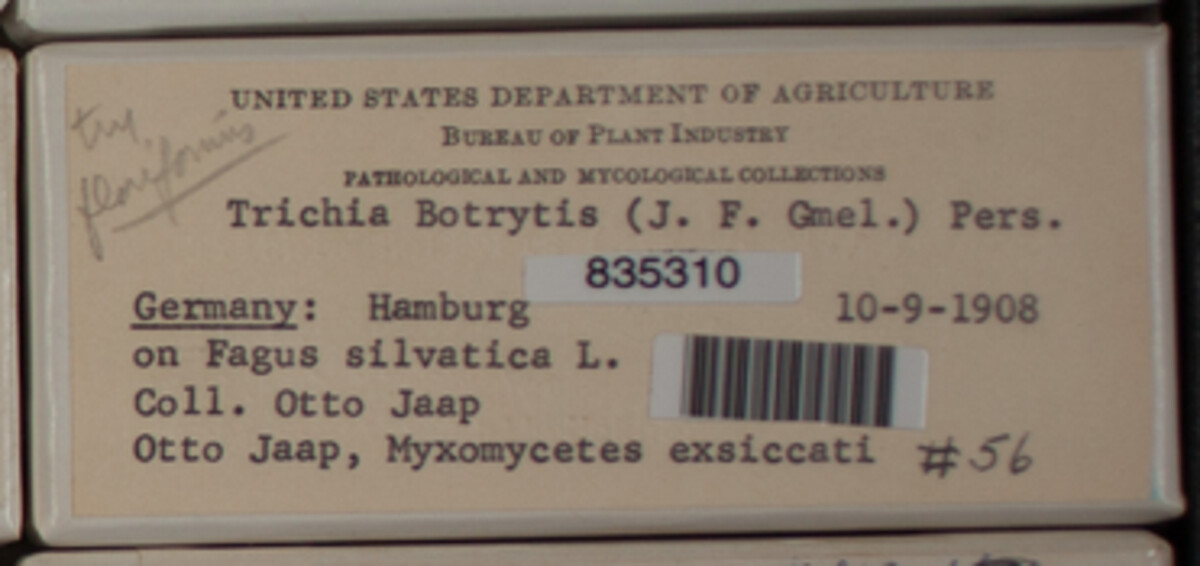 try
floriformis
UNITED STATES DEPARTMENT OF AGRICULTURE
BUREAU OF PLANT INDUSTRY
PATHOLOGICAL AND MYCOLOGICAL COLLECTIONS
Trichia Botrytis (J. F. Gmel.) Pers.
835310
Germany: Hamburg 10-9-1908
on Fagus silvatica L.
Coll. Otto Jaap
Otto Jaap, Myxomycetes exsiccati #56